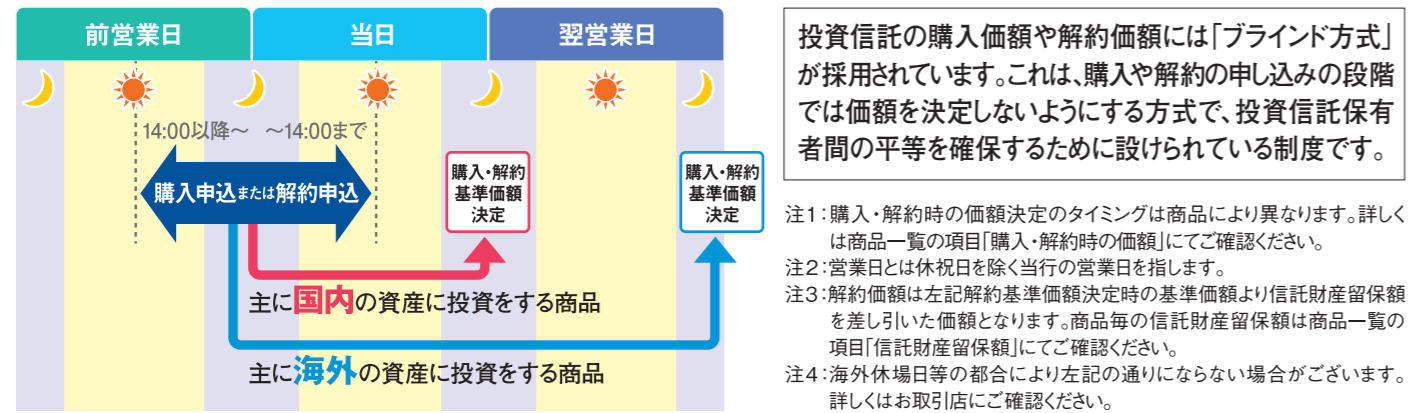 前営業日
当日
翌営業日
14:00以降～
～14:00まで
購入申込または解約申込
購入・解約
基準価額
決定
購入・解約
基準価額
決定
主に国内の資産に投資をする商品
主に海外の資産に投資をする商品
投資信託の購入価額や解約価額には「ブラインド方式」
が採用されています。これは、購入や解約の申し込みの段階
では価額を決定しないようにする方式で、投資信託保有
者間の平等を確保するために設けられている制度です。
注1：購入・解約時の価額決定のタイミングは商品により異なります。詳しく
は商品一覧の項目「購入・解約時の価額」にてご確認ください。
注2：営業日とは休祝日を除く当行の営業日を指します。
注3：解約価額は左記解約基準価額決定時の基準価額より信託財産留保額
を差し引いた価額となります。商品毎の信託財産留保額は商品一覧の
項目「信託財産留保額」にてご確認ください。
注4：海外休場日等の都合により左記の通りにならない場合がございます。
詳しくはお取引店にご確認ください。